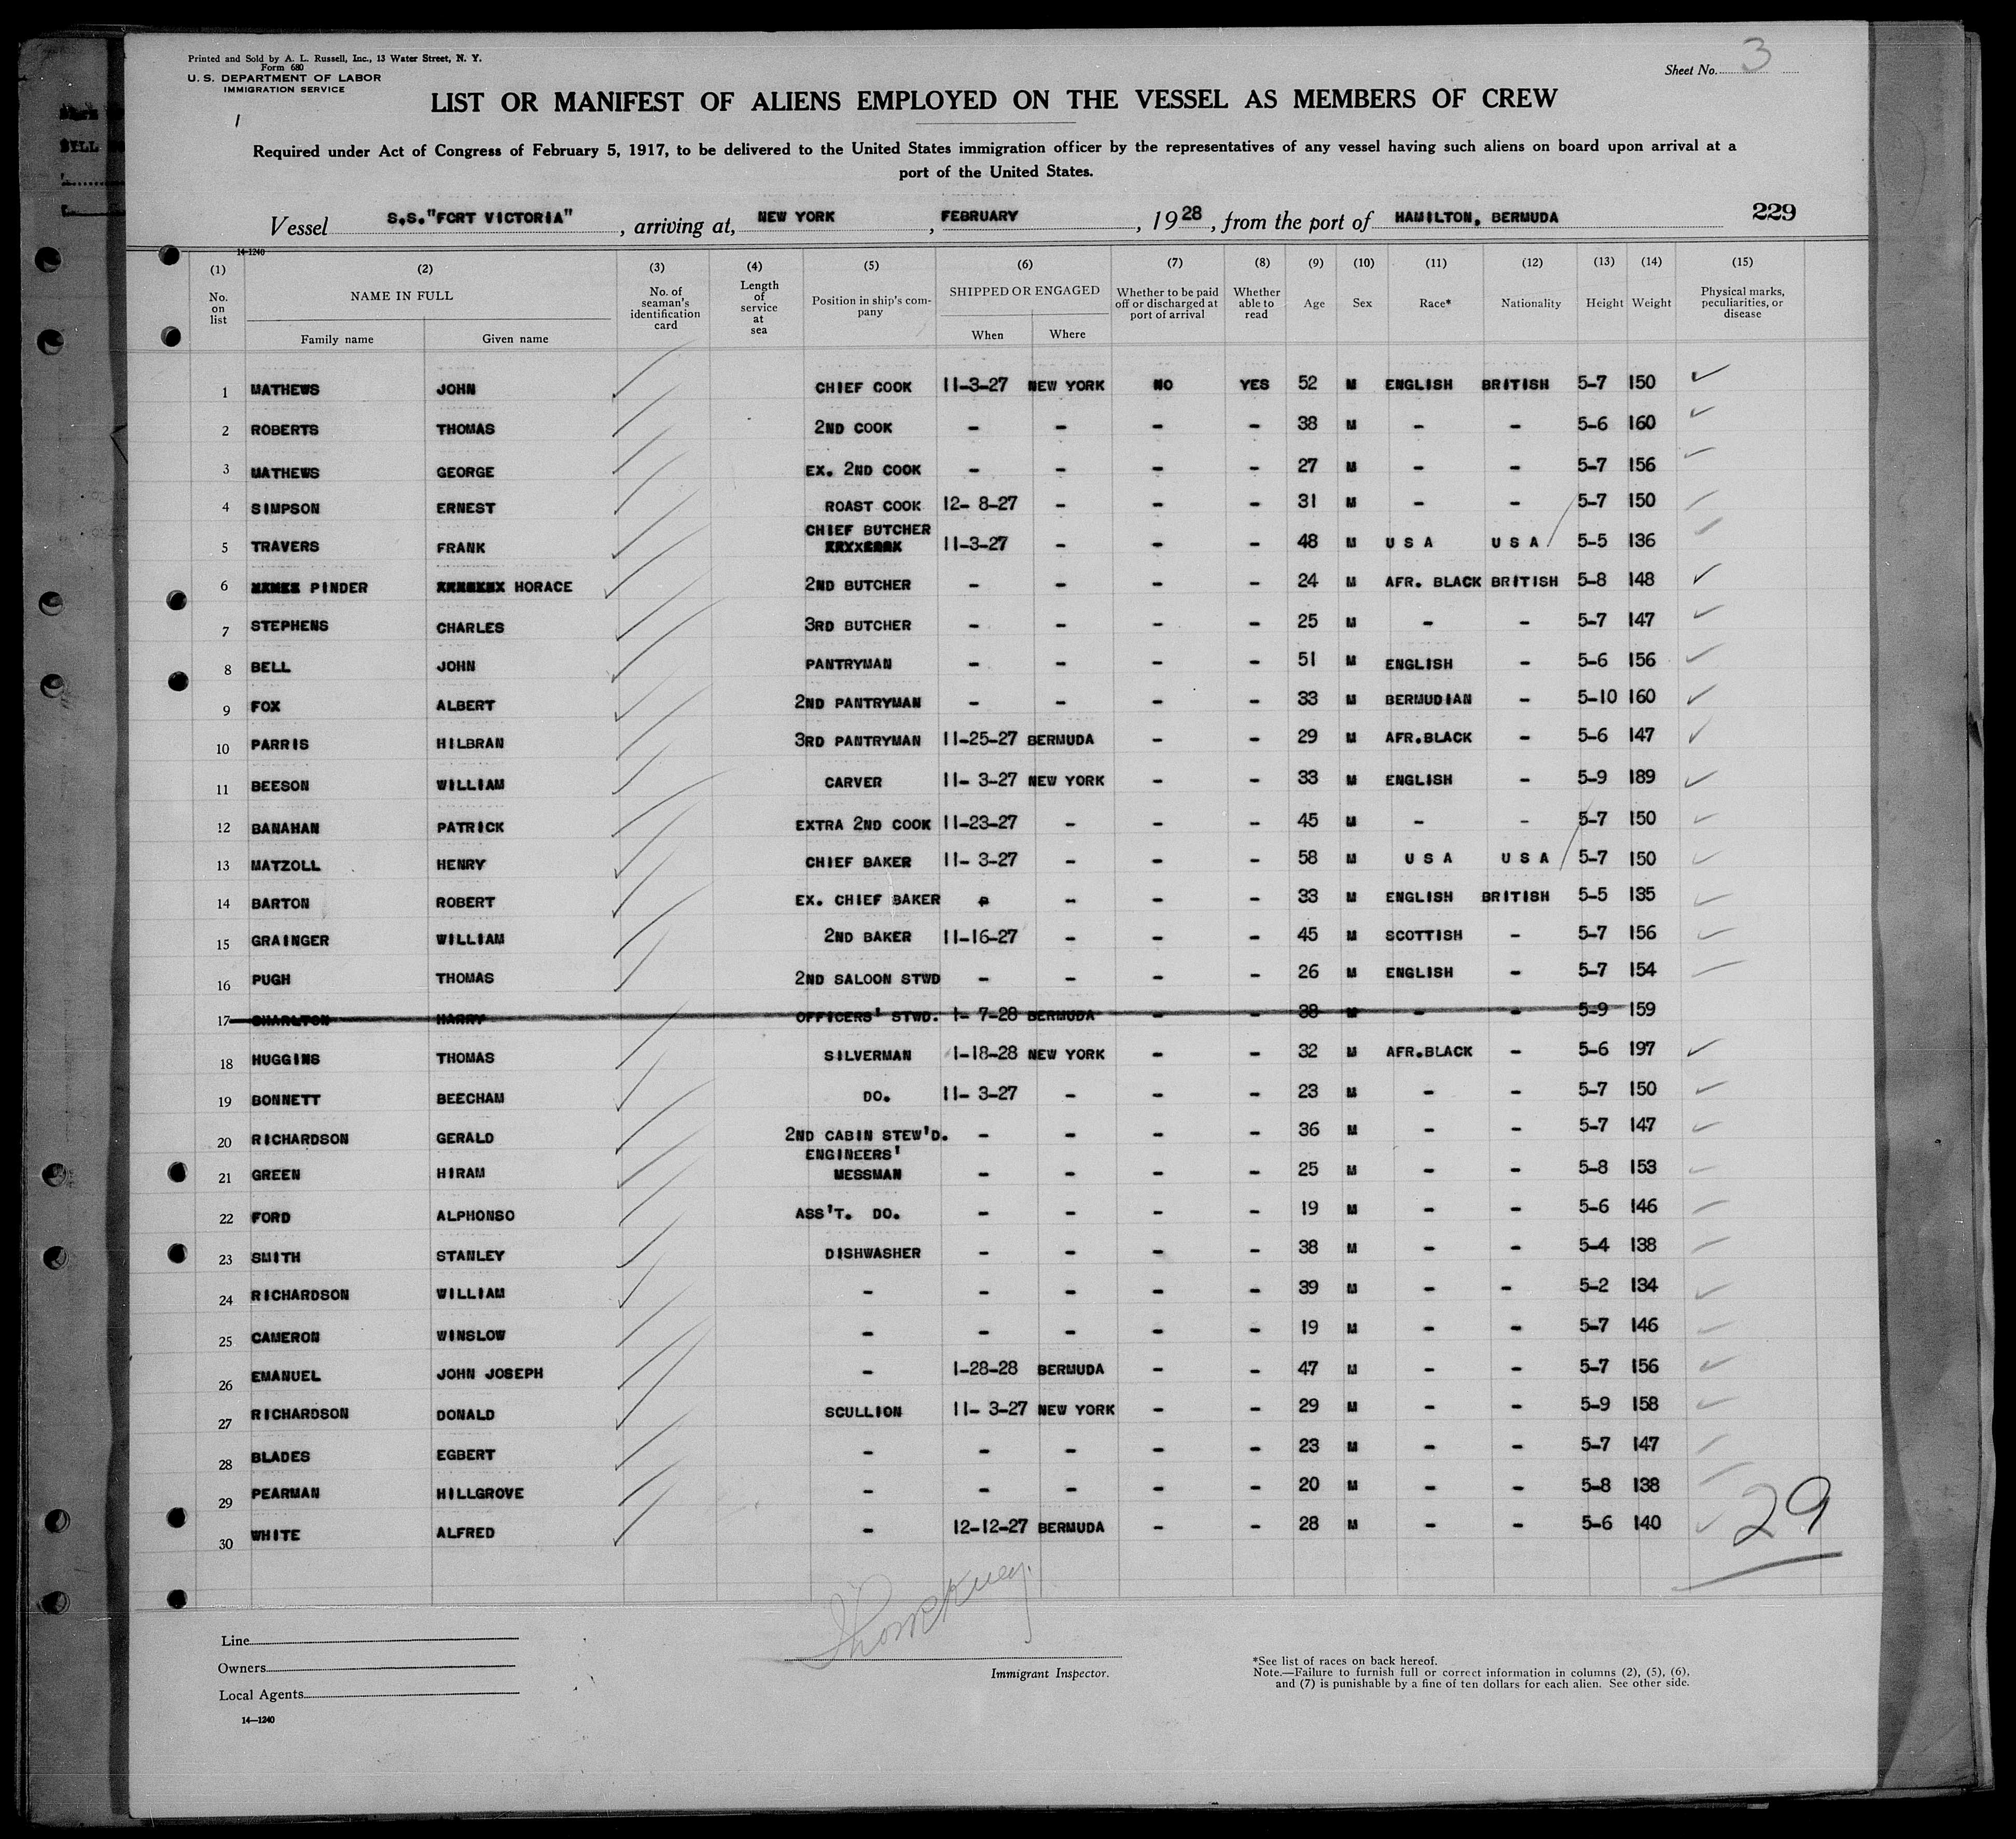 Printed and Sold by A. L. Russell, Inc., 13 Water Street, N. Y.
Form 680
U. S. DEPARTMENT OF LABOR
IMMIGRATION SERVICE
Sheet No. 3
LIST OR MANIFEST OF ALIENS EMPLOYED ON THE VESSEL AS MEMBERS OF CREW
Required under Act of Congress of February 5, 1917, to be delivered to the United States immigration officer by the representatives of any vessel having such aliens on board upon arrival at a
port of the United States.
Vessel S.S."FORT VICTORIA", arriving at, NEW YORK, FEBRUARY, 1928, from the port of HAMILTON, BERMUDA 229
14-1240
(1) (2) (3) (4) (5) (6) (7) (8) (9) (10) (11) (12) (13) (14) (15)
No. on list NAME IN FULL Family name Given name No. of seaman's identification card Length of service at sea Position in ship's company SHIPPED OR ENGAGED When Where Whether to be paid off or discharged at port of arrival Whether able to read Age Sex Race* Nationality Height Weight Physical marks, peculiarities, or disease
1 MATHEWS JOHN CHIEF COOK 11-3-27 NEW YORK NO YES 52 M ENGLISH BRITISH 5-7 150
2 ROBERTS THOMAS 2ND COOK - - - - 38 M - - 5-6 160
3 MATHEWS GEORGE EX. 2ND COOK - - - - 27 M - - 5-7 156
4 SIMPSON ERNEST ROAST COOK 12- 8-27 - - - 31 M - - 5-7 150
5 TRAVERS FRANK CHIEF BUTCHER 11-3-27 - - - 48 M U S A U S A 5-5 136
6 PINDER HORACE 2ND BUTCHER - - - - 24 M AFR. BLACK BRITISH 5-8 148
7 STEPHENS CHARLES 3RD BUTCHER - - - - 25 M - - 5-7 147
8 BELL JOHN PANTRYMAN - - - - 51 M ENGLISH - 5-6 156
9 FOX ALBERT 2ND PANTRYMAN - - - - 33 M BERMUDIAN - 5-10 160
10 PARRIS HILBRAN 3RD PANTRYMAN 11-25-27 BERMUDA - - 29 M AFR.BLACK - 5-6 147
11 BEESON WILLIAM CARVER 11- 3-27 NEW YORK - - 33 M ENGLISH - 5-9 189
12 BANAHAN PATRICK EXTRA 2ND COOK 11-23-27 - - - 45 M - - 5-7 150
13 MATZOLL HENRY CHIEF BAKER 11- 3-27 - - - 58 M U S A U S A 5-7 150
14 BARTON ROBERT EX. CHIEF BAKER - - - - 33 M ENGLISH BRITISH 5-5 135
15 GRAINGER WILLIAM 2ND BAKER 11-16-27 - - - 45 M SCOTTISH - 5-7 156
16 PUGH THOMAS 2ND SALOON STWD - - - - 26 M ENGLISH - 5-7 154
17 CHARLTON HARRY OFFICERS' STWD. 1- 7-28 BERMUDA - - 38 M - - 5-9 159
18 HUGGINS THOMAS SILVERMAN 1-18-28 NEW YORK - - 32 M AFR.BLACK - 5-6 197
19 BONNETT BEECHAM DO. 11- 3-27 - - - 23 M - - 5-7 150
20 RICHARDSON GERALD 2ND CABIN STEW'D. - - - - 36 M - - 5-7 147
21 GREEN HIRAM ENGINEERS' MESSMAN - - - - 25 M - - 5-8 153
22 FORD ALPHONSO ASS'T. DO. - - - - 19 M - - 5-6 146
23 SMITH STANLEY DISHWASHER - - - - 38 M - - 5-4 138
24 RICHARDSON WILLIAM - - - - - 39 M - - 5-2 134
25 CAMERON WINSLOW - - - - - 19 M - - 5-7 146
26 EMANUEL JOHN JOSEPH - 1-28-28 BERMUDA - - 47 M - - 5-7 156
27 RICHARDSON DONALD SCULLION 11- 3-27 NEW YORK - - 29 M - - 5-9 158
28 BLADES EGBERT - - - - - 23 M - - 5-7 147
29 PEARMAN HILLGROVE - - - - - 20 M - - 5-8 138
30 WHITE ALFRED - 12-12-27 BERMUDA - - 28 M - - 5-6 140
29
Line
Owners
Local Agents
14—1240
Immigrant Inspector.
*See list of races on back hereof.
Note.—Failure to furnish full or correct information in columns (2), (5), (6),
and (7) is punishable by a fine of ten dollars for each alien. See other side.